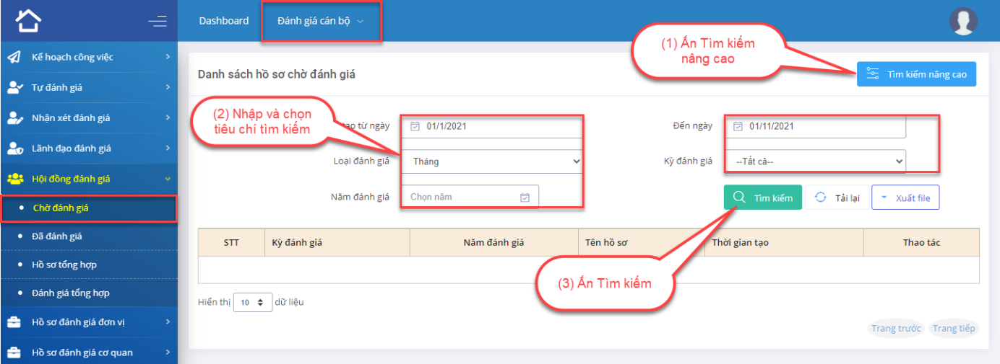 Dashboard
Đánh giá cán bộ
(1) Ấn Tìm kiếm
nâng cao
Kế hoạch công việc
Tự đánh giá
Nhận xét đánh giá
Lãnh đạo đánh giá
Hội đồng đánh giá
Chờ đánh giá
Đã đánh giá
Hồ sơ tổng hợp
Đánh giá tổng hợp
Hồ sơ đánh giá đơn vị
Hồ sơ đánh giá cơ quan
Danh sách hồ sơ chờ đánh giá
Tìm kiếm nâng cao
(2) Nhập và chọn
tiêu chí tìm kiếm
tạo từ ngày
01/1/2021
Đến ngày
01/11/2021
Loại đánh giá
Tháng
Kỳ đánh giá
--Tất cả--
Năm đánh giá
Chọn năm
Tìm kiếm
Tải lại
Xuất file
STT
Kỳ đánh giá
Năm đánh giá
Tên hồ sơ
Thời gian tạo
Thao tác
(3) Ấn Tìm kiếm
Hiển thị 10 dữ liệu
Trang trước
Trang tiếp